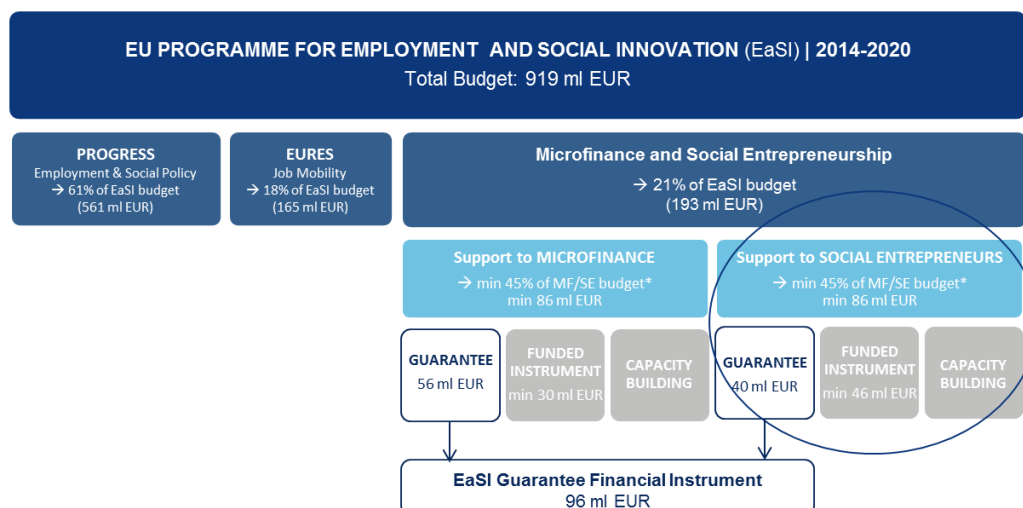 EU PROGRAMME FOR EMPLOYMENT AND SOCIAL INNOVATION (EaSI) | 2014-2020
Total Budget: 919 ml EUR
PROGRESS
Employment & Social Policy
→ 61% of EaSI budget
(561 ml EUR)
EURES
Job Mobility
→ 18% of EaSI budget
(165 ml EUR)
Microfinance and Social Entrepreneurship
→ 21% of EaSI budget
(193 ml EUR)
Support to MICROFINANCE
→ min 45% of MF/SE budget*
min 86 ml EUR
Support to SOCIAL ENTREPRENEURS
→ min 45% of MF/SE budget*
min 86 ml EUR
GUARANTEE
56 ml EUR
FUNDED
INSTRUMENT
min 30 ml EUR
CAPACITY
BUILDING
GUARANTEE
40 ml EUR
FUNDED
INSTRUMENT
min 46 ml EUR
CAPACITY
BUILDING
EaSI Guarantee Financial Instrument
96 ml EUR